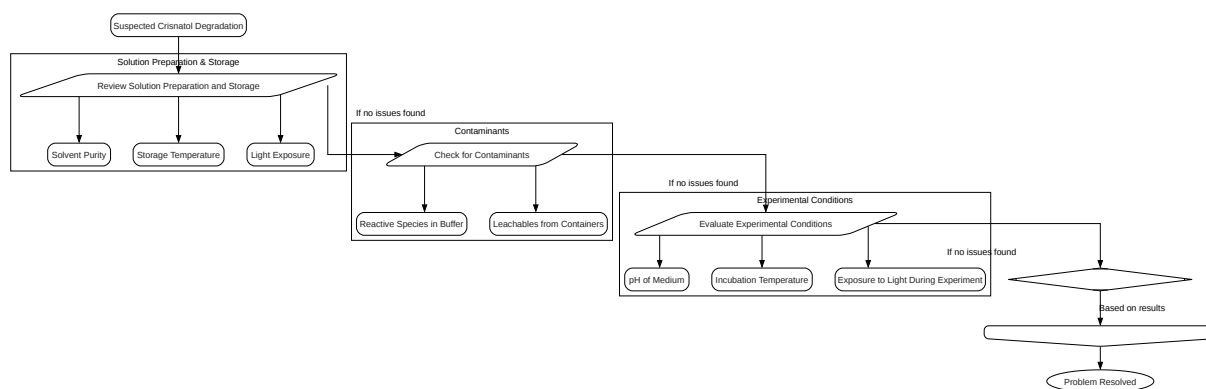 Suspected Crisnatol Degradation
Solution Preparation & Storage
Review Solution Preparation and Storage
Solvent Purity
Storage Temperature
Light Exposure
If no issues found
Contaminants
Check for Contaminants
Reactive Species in Buffer
Leachables from Containers
If no issues found
Experimental Conditions
Evaluate Experimental Conditions
pH of Medium
Incubation Temperature
Exposure to Light During Experiment
If no issues found
Based on results
Problem Resolved